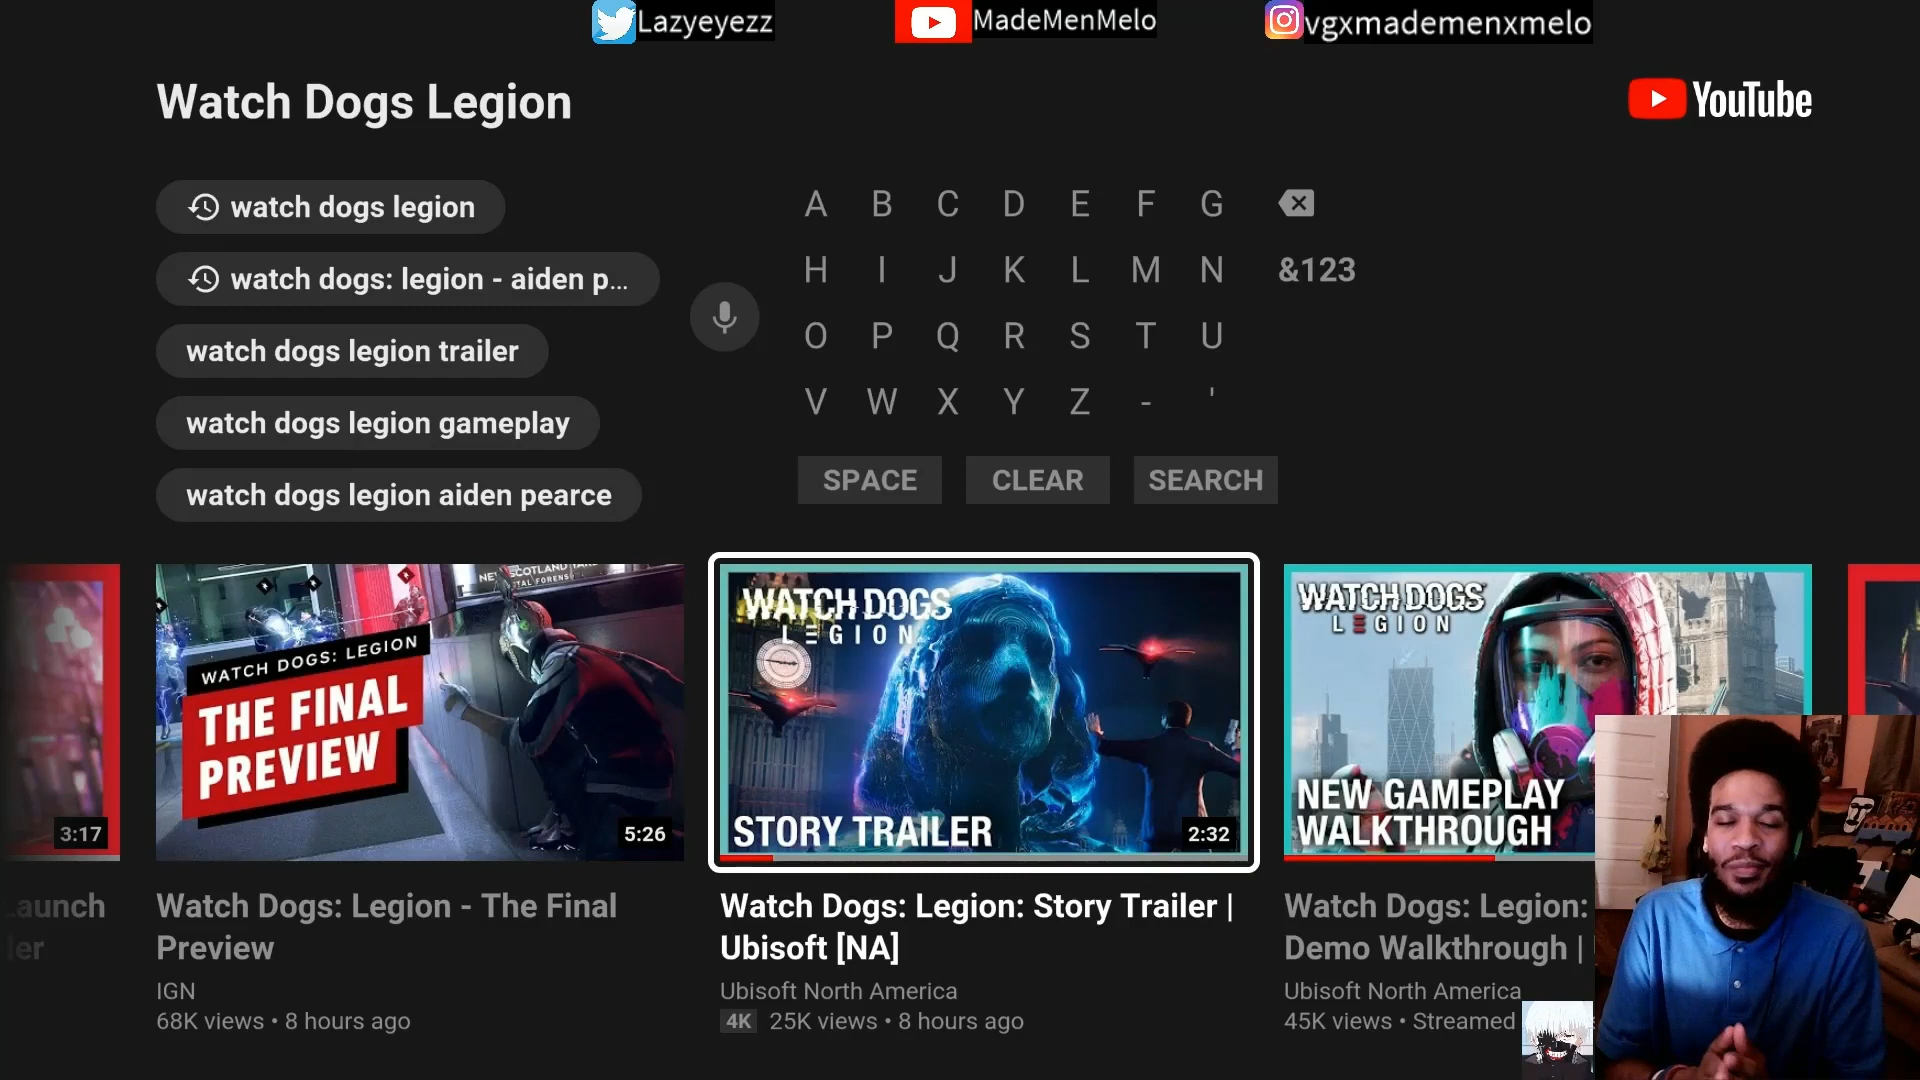 Lazyeyezz
MadeMenMelo
vgxmademenxmelo
Watch Dogs Legion
YouTube
watch dogs legion
watch dogs: legion - aiden p...
watch dogs legion trailer
watch dogs legion gameplay
watch dogs legion aiden pearce
A B C D E F G
H I J K L M N &123
O P Q R S T U
V W X Y Z - '
SPACE CLEAR SEARCH
3:17
WATCH DOGS: LEGION
THE FINAL
PREVIEW
5:26
WATCH DOGS
LEGION
STORY TRAILER
2:32
WATCH DOGS
LEGION
NEW GAMEPLAY
WALKTHROUGH
Watch Dogs: Legion - The Final
Preview
IGN
68K views • 8 hours ago
Watch Dogs: Legion: Story Trailer |
Ubisoft [NA]
Ubisoft North America
4K 25K views • 8 hours ago
Watch Dogs: Legion:
Demo Walkthrough |
Ubisoft North America
45K views • Streamed